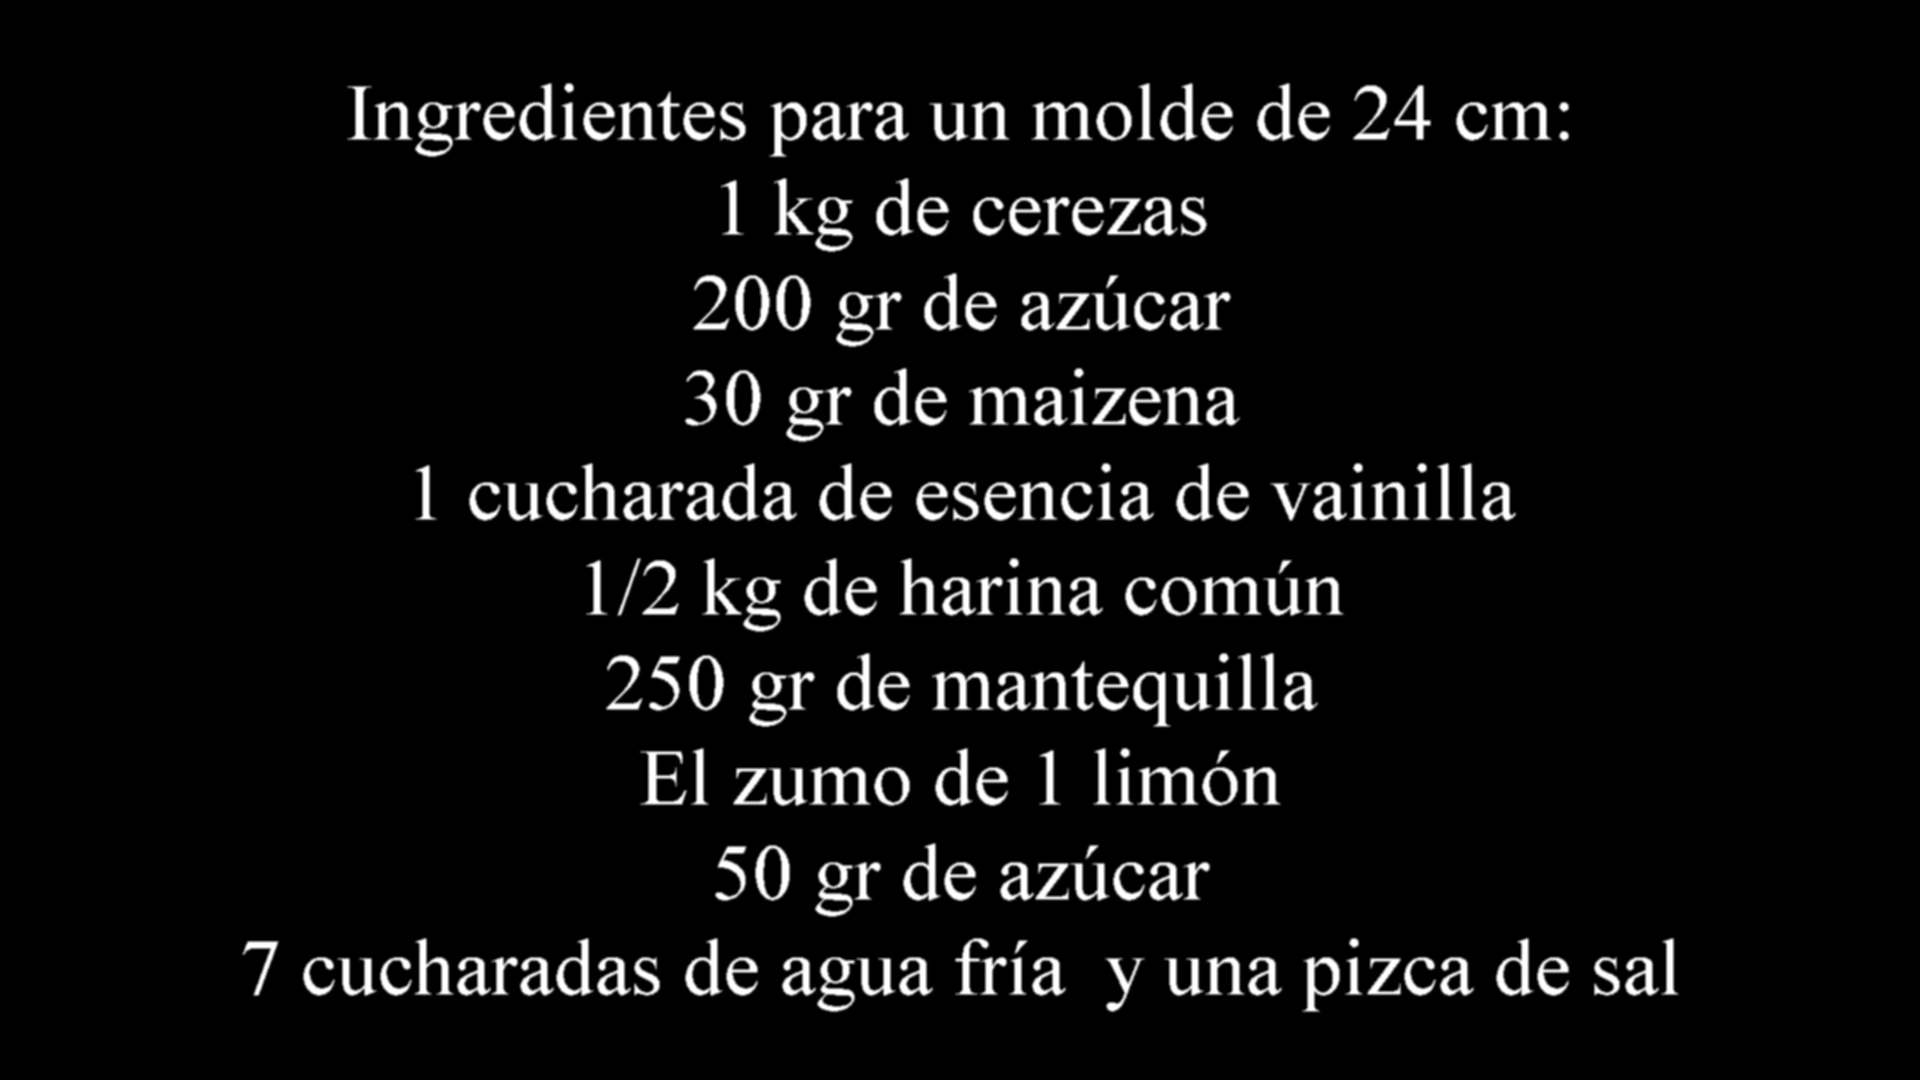 Ingredientes para un molde de 24 cm:
1 kg de cerezas
200 gr de azúcar
30 gr de maizena
1 cucharada de esencia de vainilla
1/2 kg de harina común
250 gr de mantequilla
El zumo de 1 limón
50 gr de azúcar
7 cucharadas de agua fría  y una pizca de sal